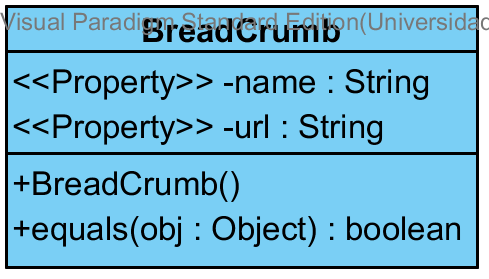 Visual Paradigm Standard Edition(Universidad
BreadCrumb
<<Property>> -name : String
<<Property>> -url : String
+BreadCrumb()
+equals(obj : Object) : boolean